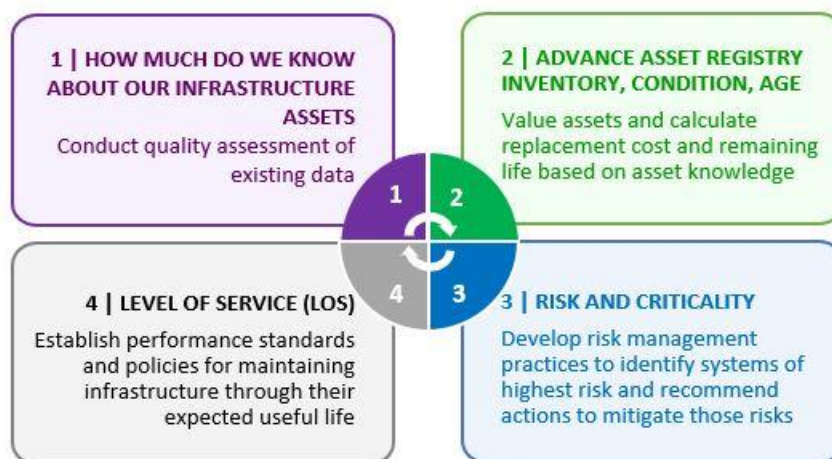 1 | HOW MUCH DO WE KNOW
ABOUT OUR INFRASTRUCTURE
ASSETS
Conduct quality assessment of
existing data
2 | ADVANCE ASSET REGISTRY
INVENTORY, CONDITION, AGE
Value assets and calculate
replacement cost and remaining
life based on asset knowledge
1
2
4
3
4 | LEVEL OF SERVICE (LOS)
Establish performance standards
and policies for maintaining
infrastructure through their
expected useful life
3 | RISK AND CRITICALITY
Develop risk management
practices to identify systems of
highest risk and recommend
actions to mitigate those risks